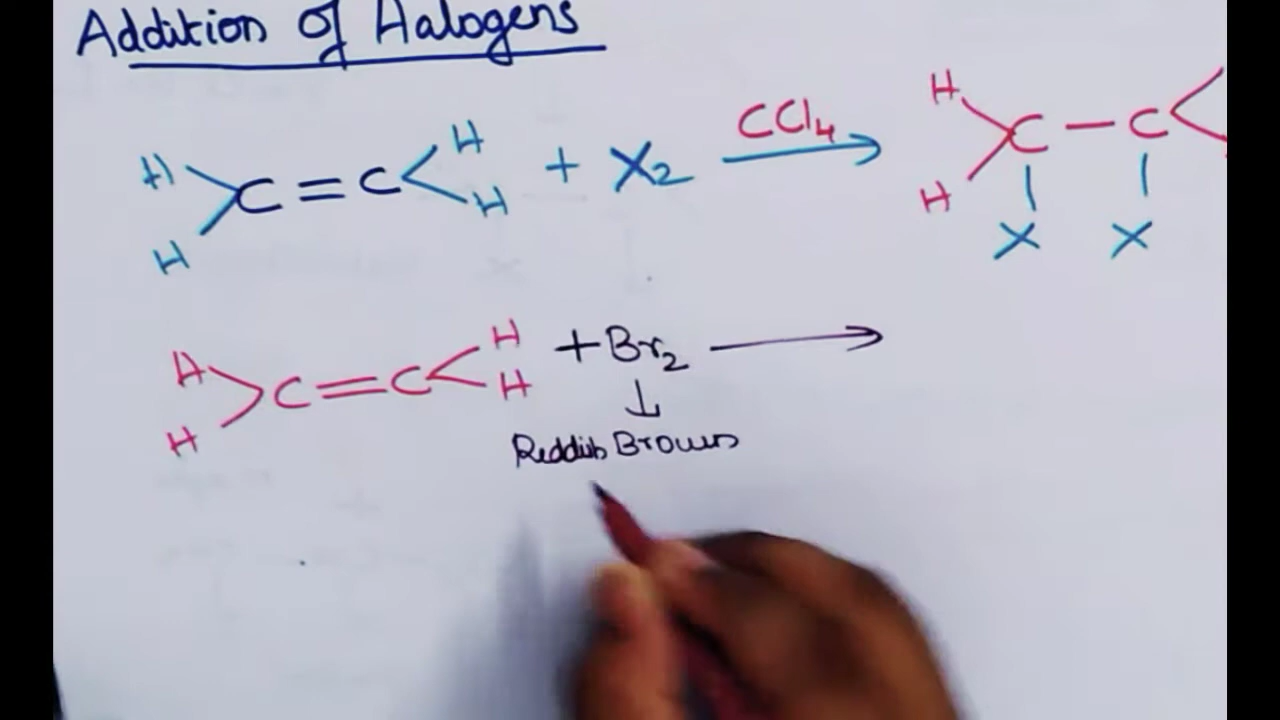 Addition of Halogens
H H H
C = C + X2 CCl4 C — C
H H H
X X
H H
C = C + Br2
H H
↓
Reddish Brown